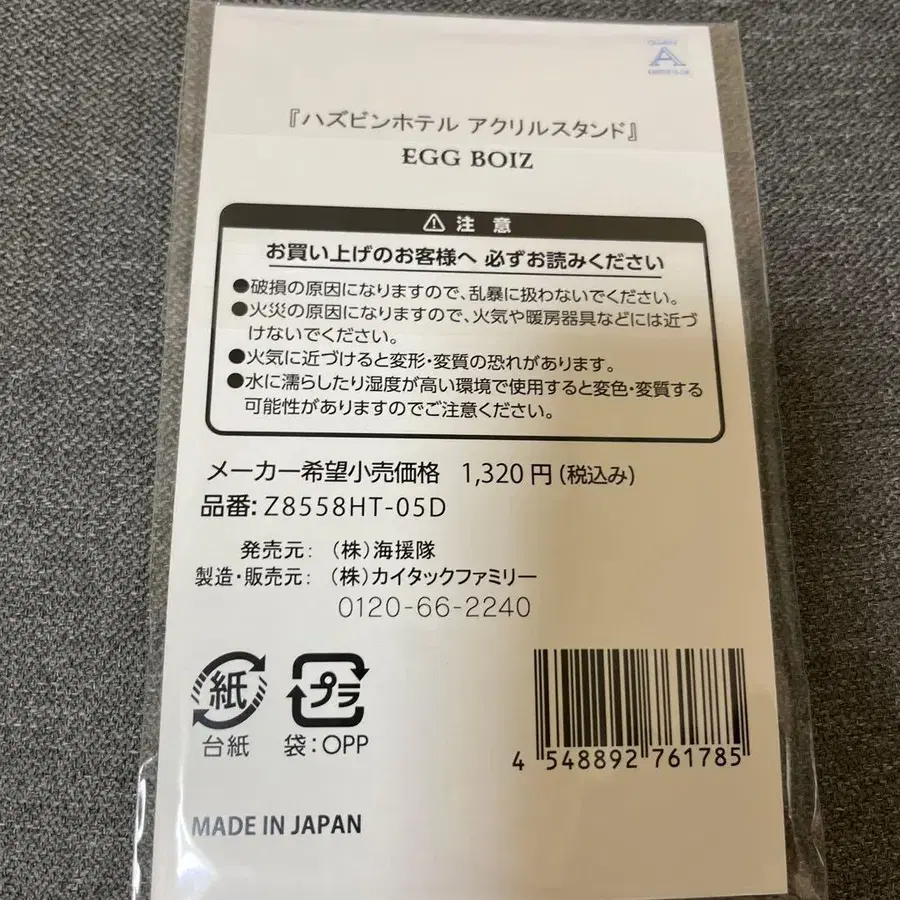 A
『ハズビンホテル アクリルスタンド』
EGG BOIZ
注 意
お買い上げのお客様へ 必ずお読みください
●破損の原因になりますので、乱暴に扱わないでください。
●火災の原因になりますので、火気や暖房器具などには近づ
けないでください。
●火気に近づけると変形・変質の恐れがあります。
●水に濡らしたり湿度が高い環境で使用すると変色・変質する
可能性がありますのでご注意ください。
メーカー希望小売価格 1,320円(税込み)
品番: Z8558HT-05D
発売元: (株)海援隊
製造・販売元: (株)カイタックファミリー
0120-66-2240
紙 プラ
台紙 袋:OPP
4 548892 761785
MADE IN JAPAN